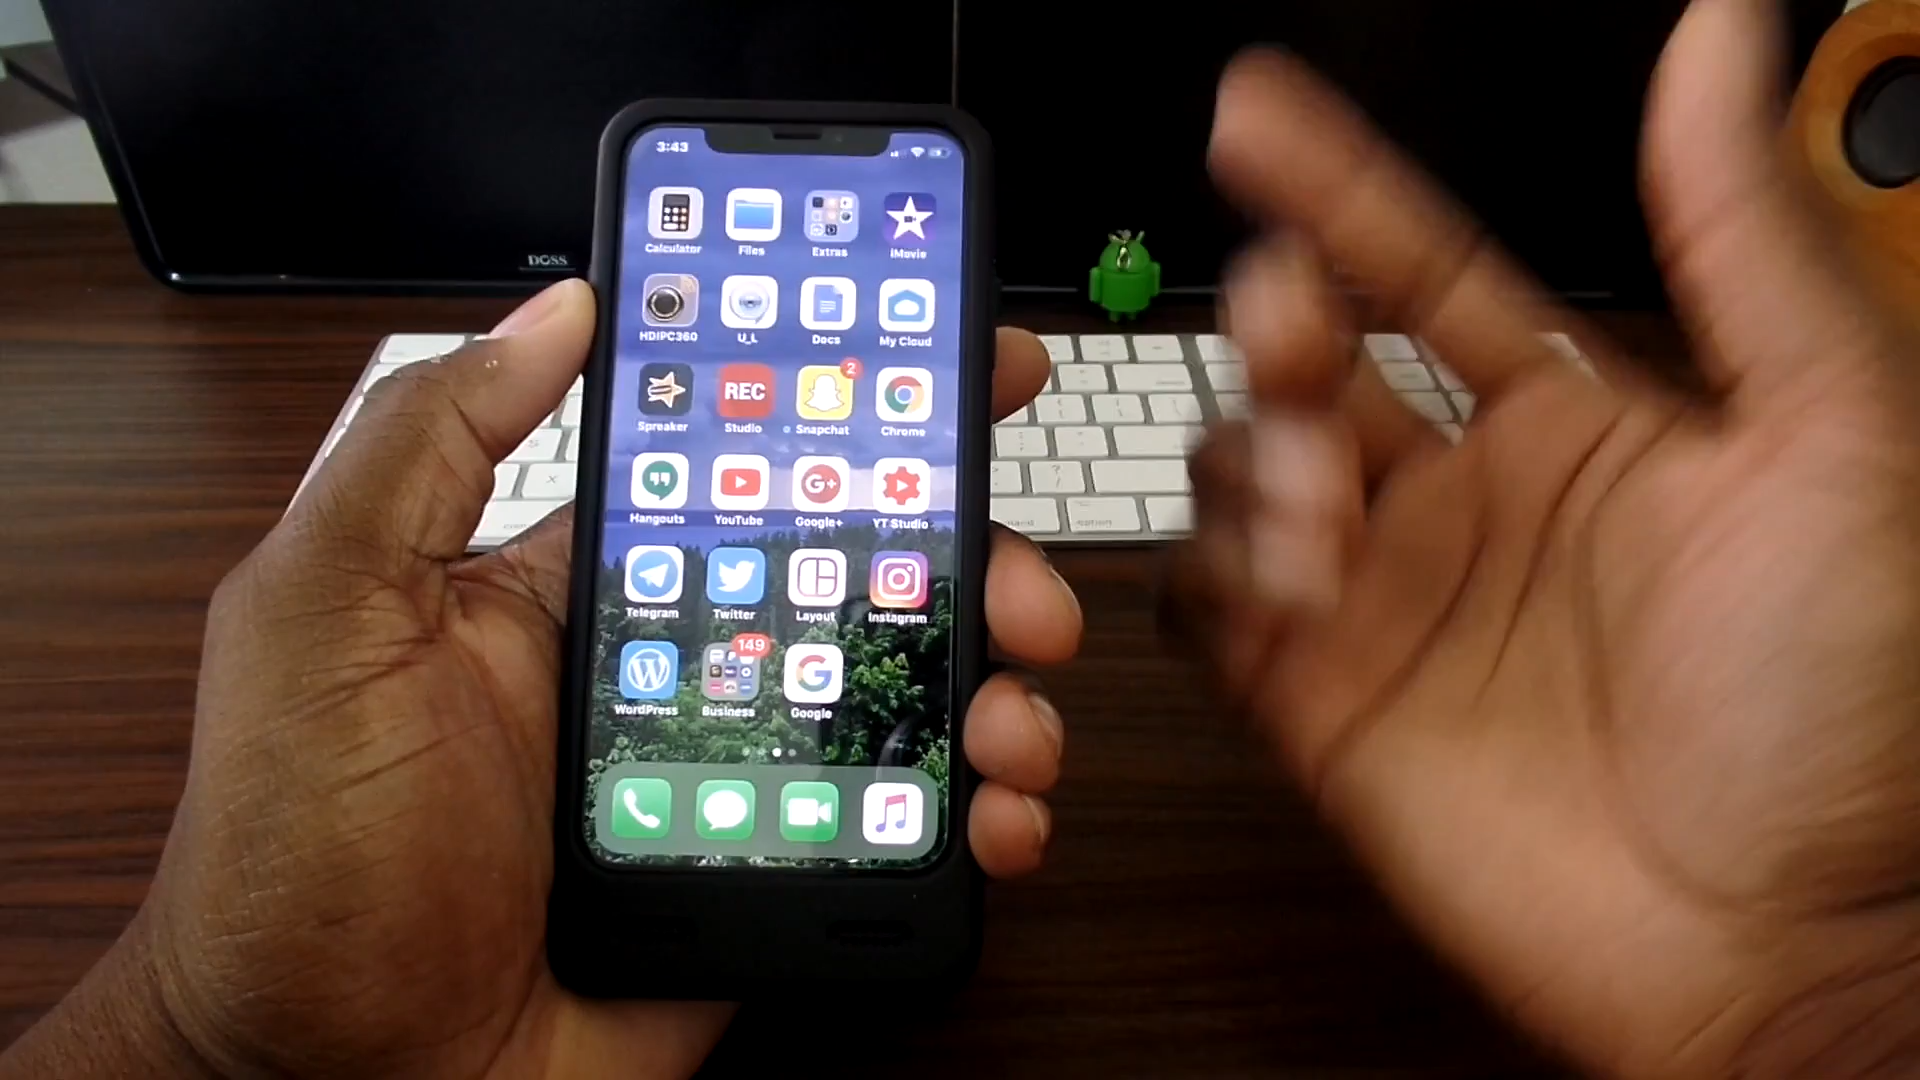 3:43
DOSS
Calculator Files Extras iMovie
HDIPC360 U_L Docs My Cloud
REC 2
Spreaker Studio Snapchat Chrome
G+
Hangouts YouTube Google+ YT Studio
Telegram Twitter Layout Instagram
W 149 G
WordPress Business Google
X ?
option